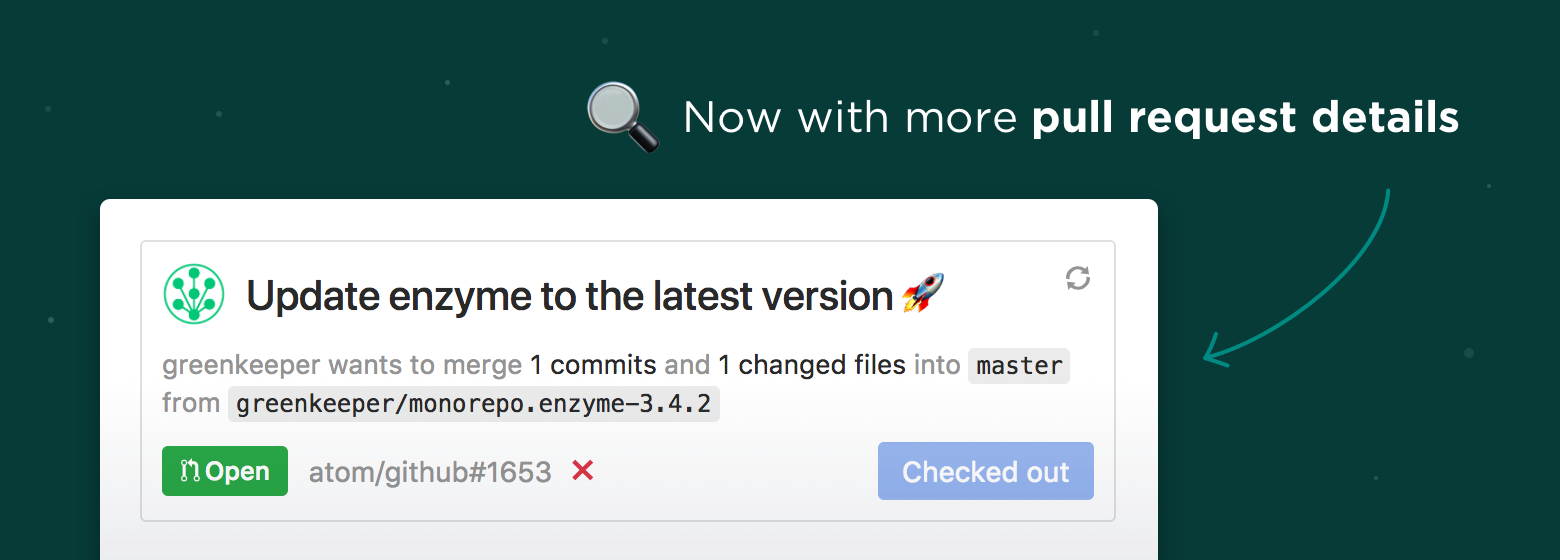 Now with more pull request details
Update enzyme to the latest version 🚀
greenkeeper wants to merge 1 commits and 1 changed files into master
from greenkeeper/monorepo.enzyme-3.4.2
Open atom/github#1653 Checked out